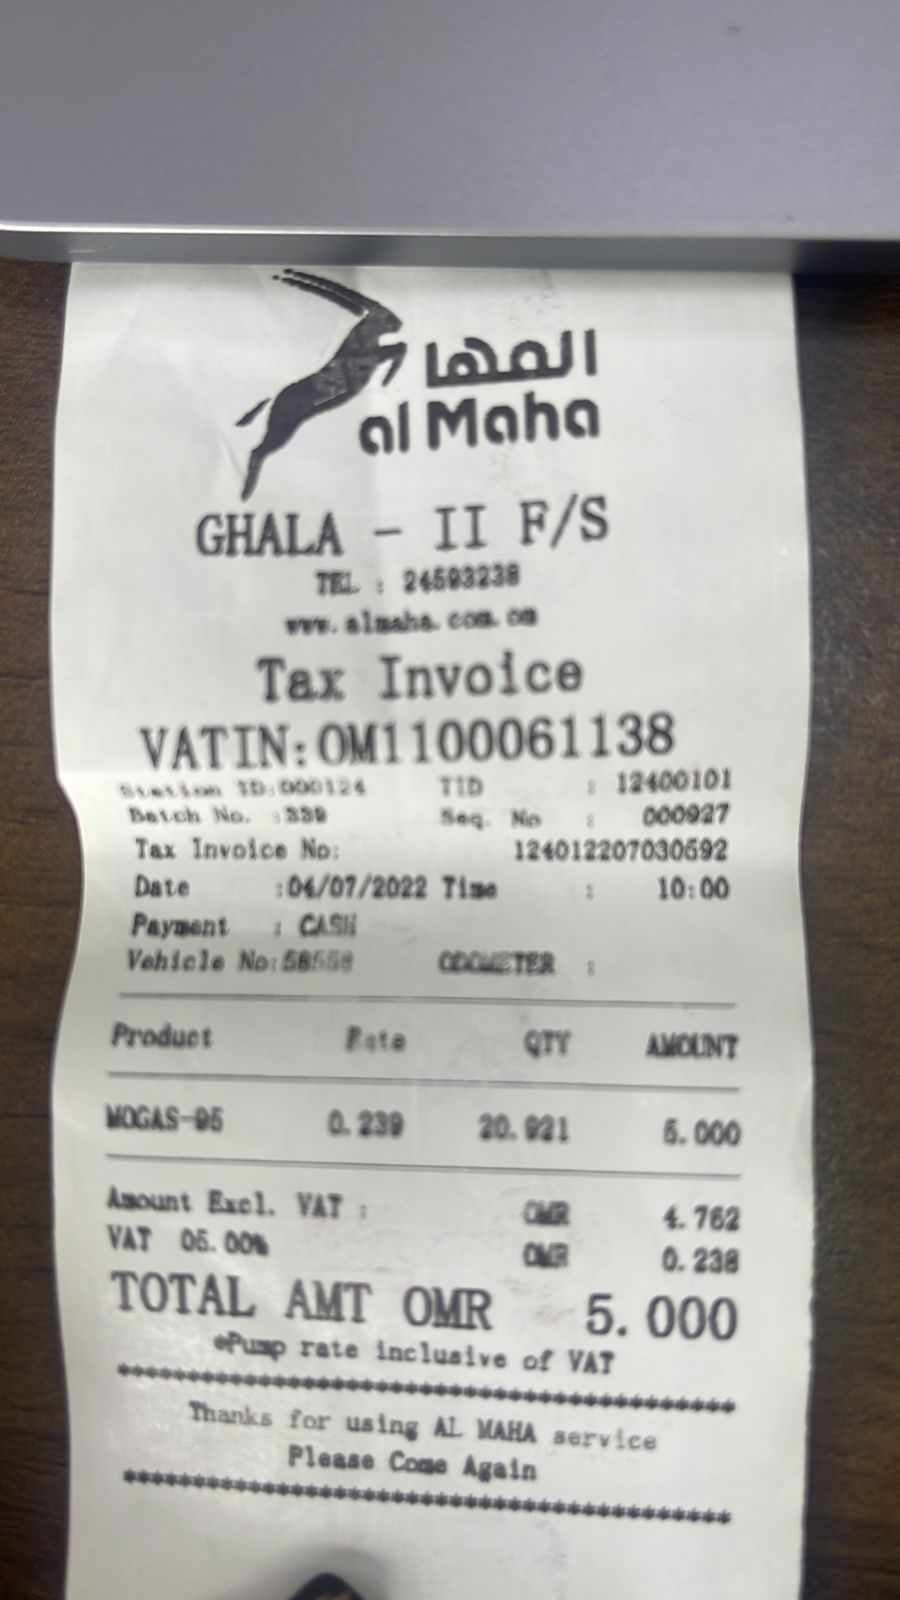 المها
al Maha
GHALA - II F/S
TEL : 24593238
www.almaha.com.om
Tax Invoice
VATIN:OM1100061138
Station ID:000124 TID : 12400101
Batch No. :339 Seq. No : 000927
Tax Invoice No: 124012207030592
Date :04/07/2022 Time : 10:00
Payment : CASH
Vehicle No: ODOMETER :
Product Rate QTY AMOUNT
MOGAS-95 0.239 20.921 5.000
Amount Excl. VAT : OMR 4.762
VAT 05.00% OMR 0.238
TOTAL AMT OMR 5.000
*Pump rate inclusive of VAT
****************************************
Thanks for using AL MAHA service
Please Come Again
****************************************